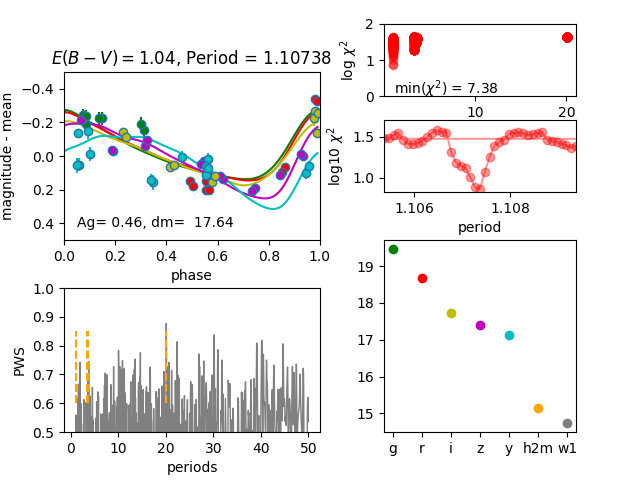 E(B − V) = 1.04, Period = 1.10738
magnitude - mean
−0.4
−0.2
0.0
0.2
0.4
Ag= 0.46, dm=  17.64
0.0 0.2 0.4 0.6 0.8 1.0
phase
log χ²
2
1
0
min(χ²) = 7.38
10 20
log10 χ²
1.5
1.0
1.106 1.108
period
PWS
1.0
0.9
0.8
0.7
0.6
0.5
0 10 20 30 40 50
periods
19
18
17
16
15
g r i z y h2m w1